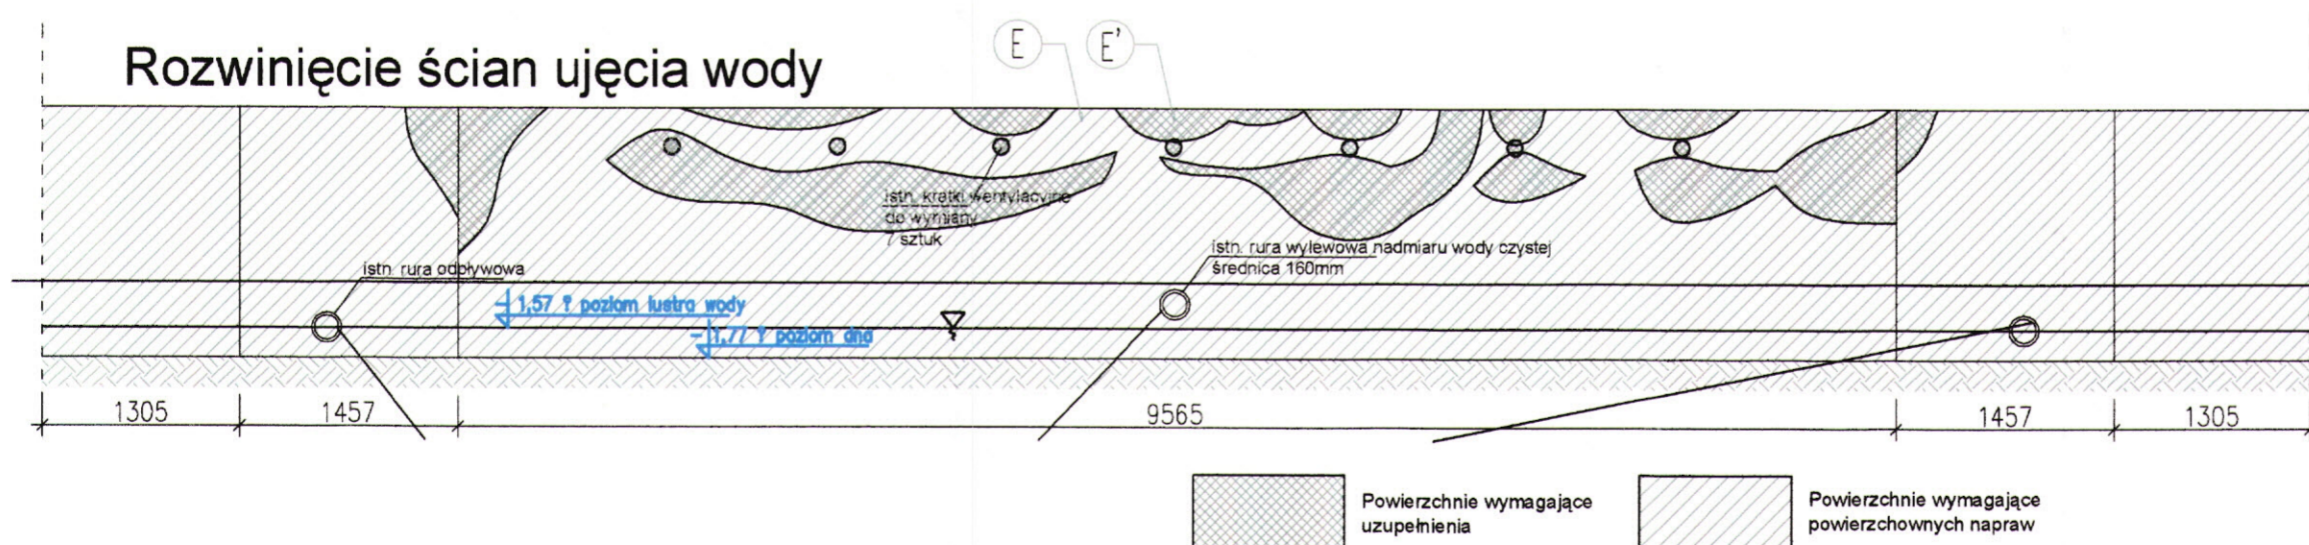 Rozwinięcie ścian ujęcia wody
E
E'
istn. kratki wentylacyjne
do wymiany
7 sztuk
istn. rura wylewowa nadmiaru wody czystej
średnica 160mm
istn. rura odpływowa
1,57 ? poziom lustra wody
1,77 ? poziom dna
1305
1457
9565
1457
1305
Powierzchnie wymagające
uzupełnienia
Powierzchnie wymagające
powierzchownych napraw